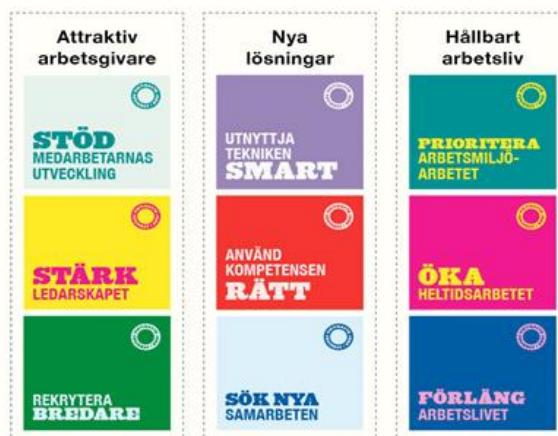 Attraktiv
arbetsgivare
STÖD
MEDARBETARNAS
UTVECKLING
STÄRK
LEDARSKAPET
REKRYTERA
BREDARE
Nya
lösningar
UTNYTTJA
TEKNIKEN
SMART
ANVÄND
KOMPETENSEN
RÄTT
SÖK NYA
SAMARBETEN
Hållbart
arbetsliv
PRIORITERA
ARBETSMILJÖ-
ARBETET
ÖKA
HELTIDSARBETET
FÖRLÄNG
ARBETSLIVET